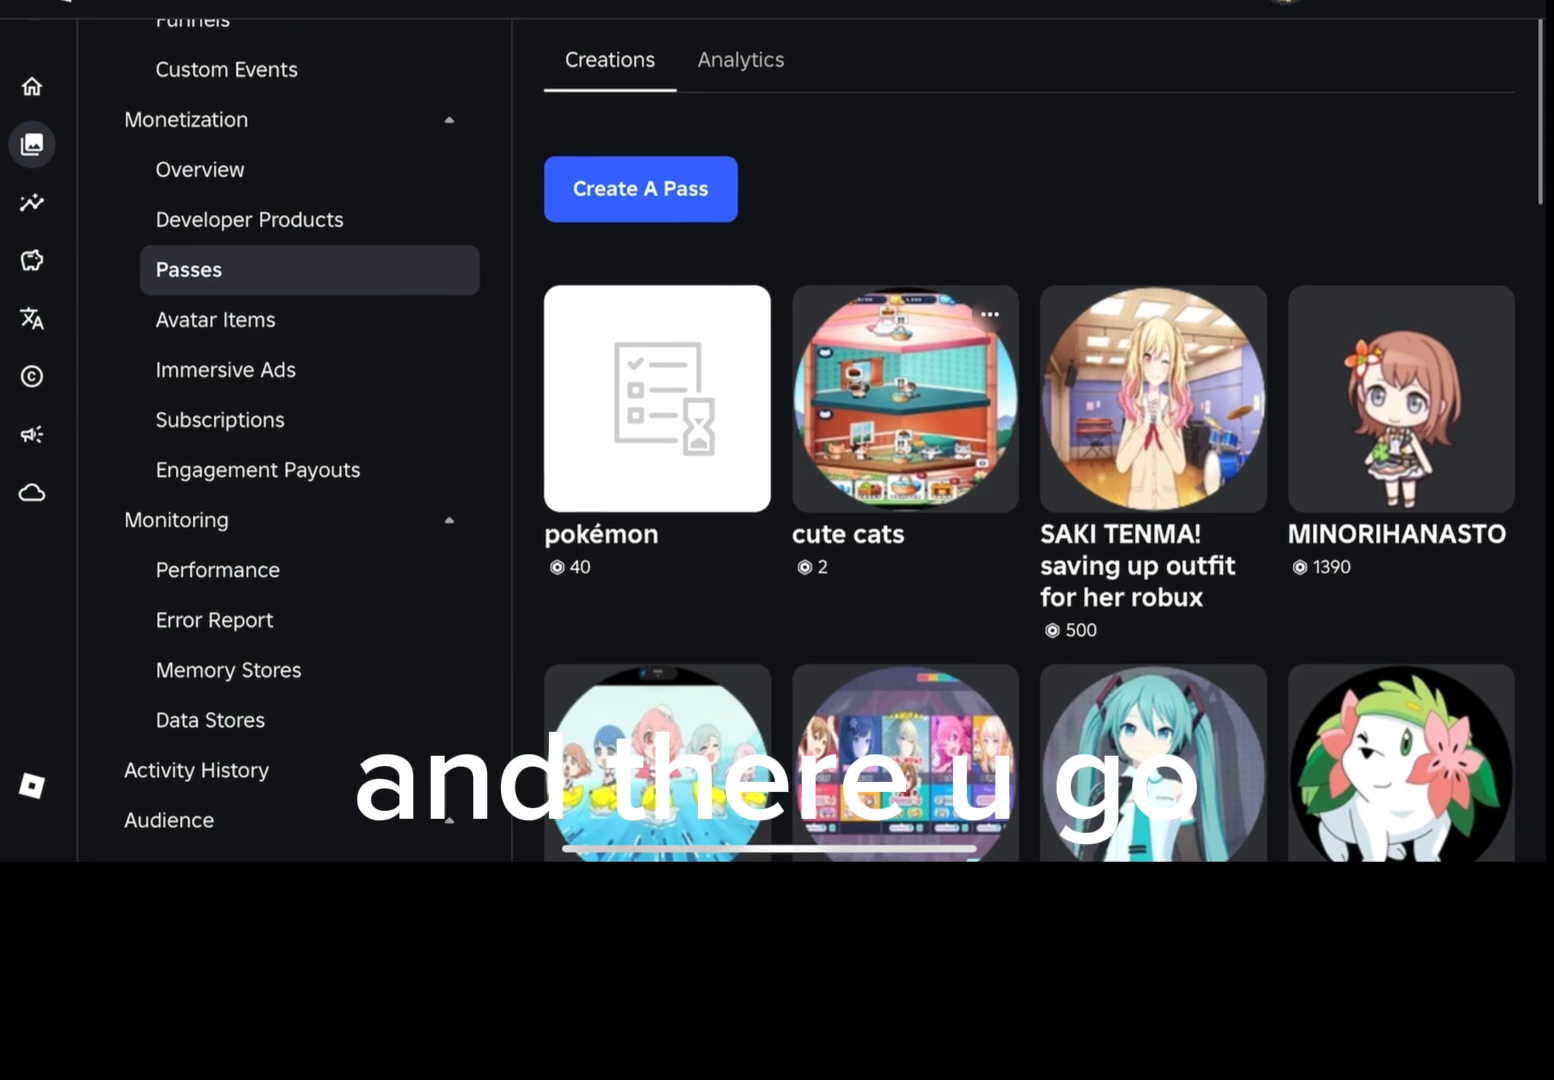 Funnels
Custom Events
Monetization
Overview
Developer Products
Passes
Avatar Items
Immersive Ads
Subscriptions
Engagement Payouts
Monitoring
Performance
Error Report
Memory Stores
Data Stores
Activity History
Audience
Creations
Analytics
Create A Pass
pokémon
40
cute cats
2
SAKI TENMA!
saving up outfit
for her robux
500
MINORIHANASTO
1390
and there u go